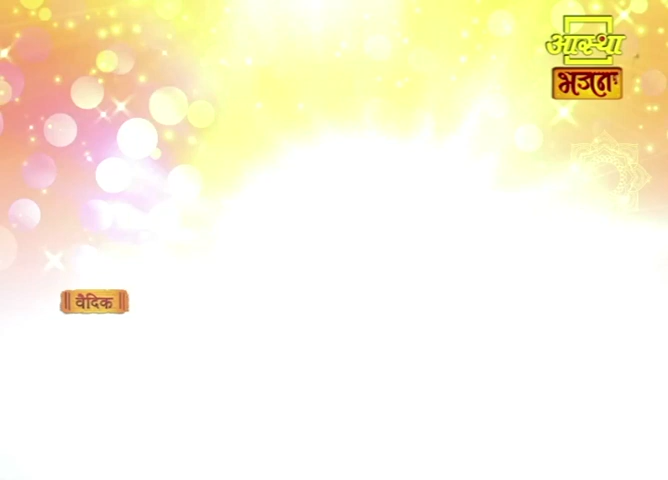 आस्था
भजन
॥ वैदिक ॥